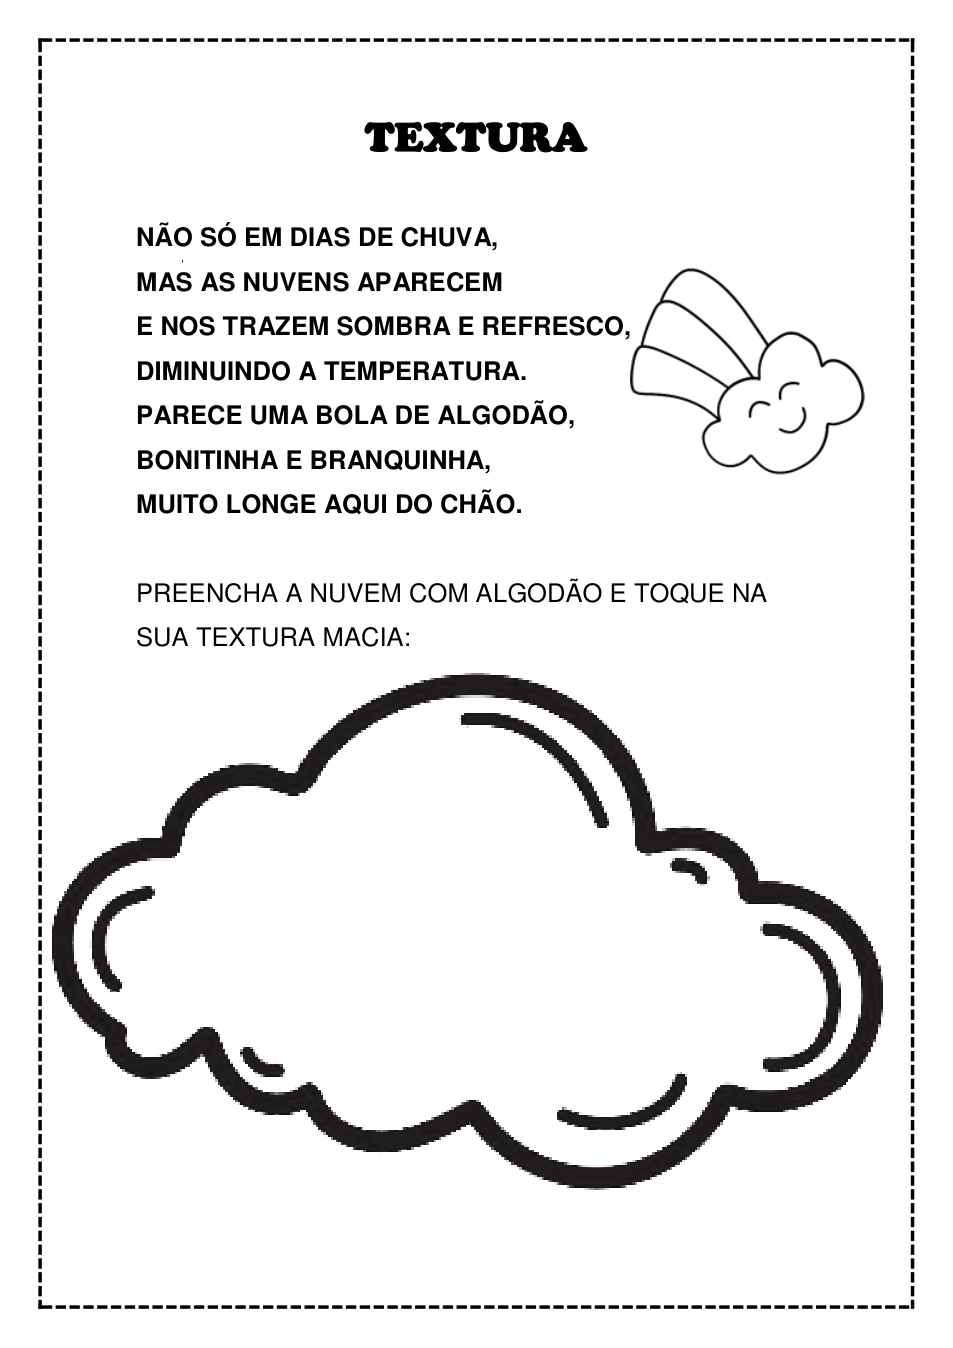 TEXTURA
NÃO SÓ EM DIAS DE CHUVA,
MAS AS NUVENS APARECEM
E NOS TRAZEM SOMBRA E REFRESCO,
DIMINUINDO A TEMPERATURA.
PARECE UMA BOLA DE ALGODÃO,
BONITINHA E BRANQUINHA,
MUITO LONGE AQUI DO CHÃO.
PREENCHA A NUVEM COM ALGODÃO E TOQUE NA
SUA TEXTURA MACIA: